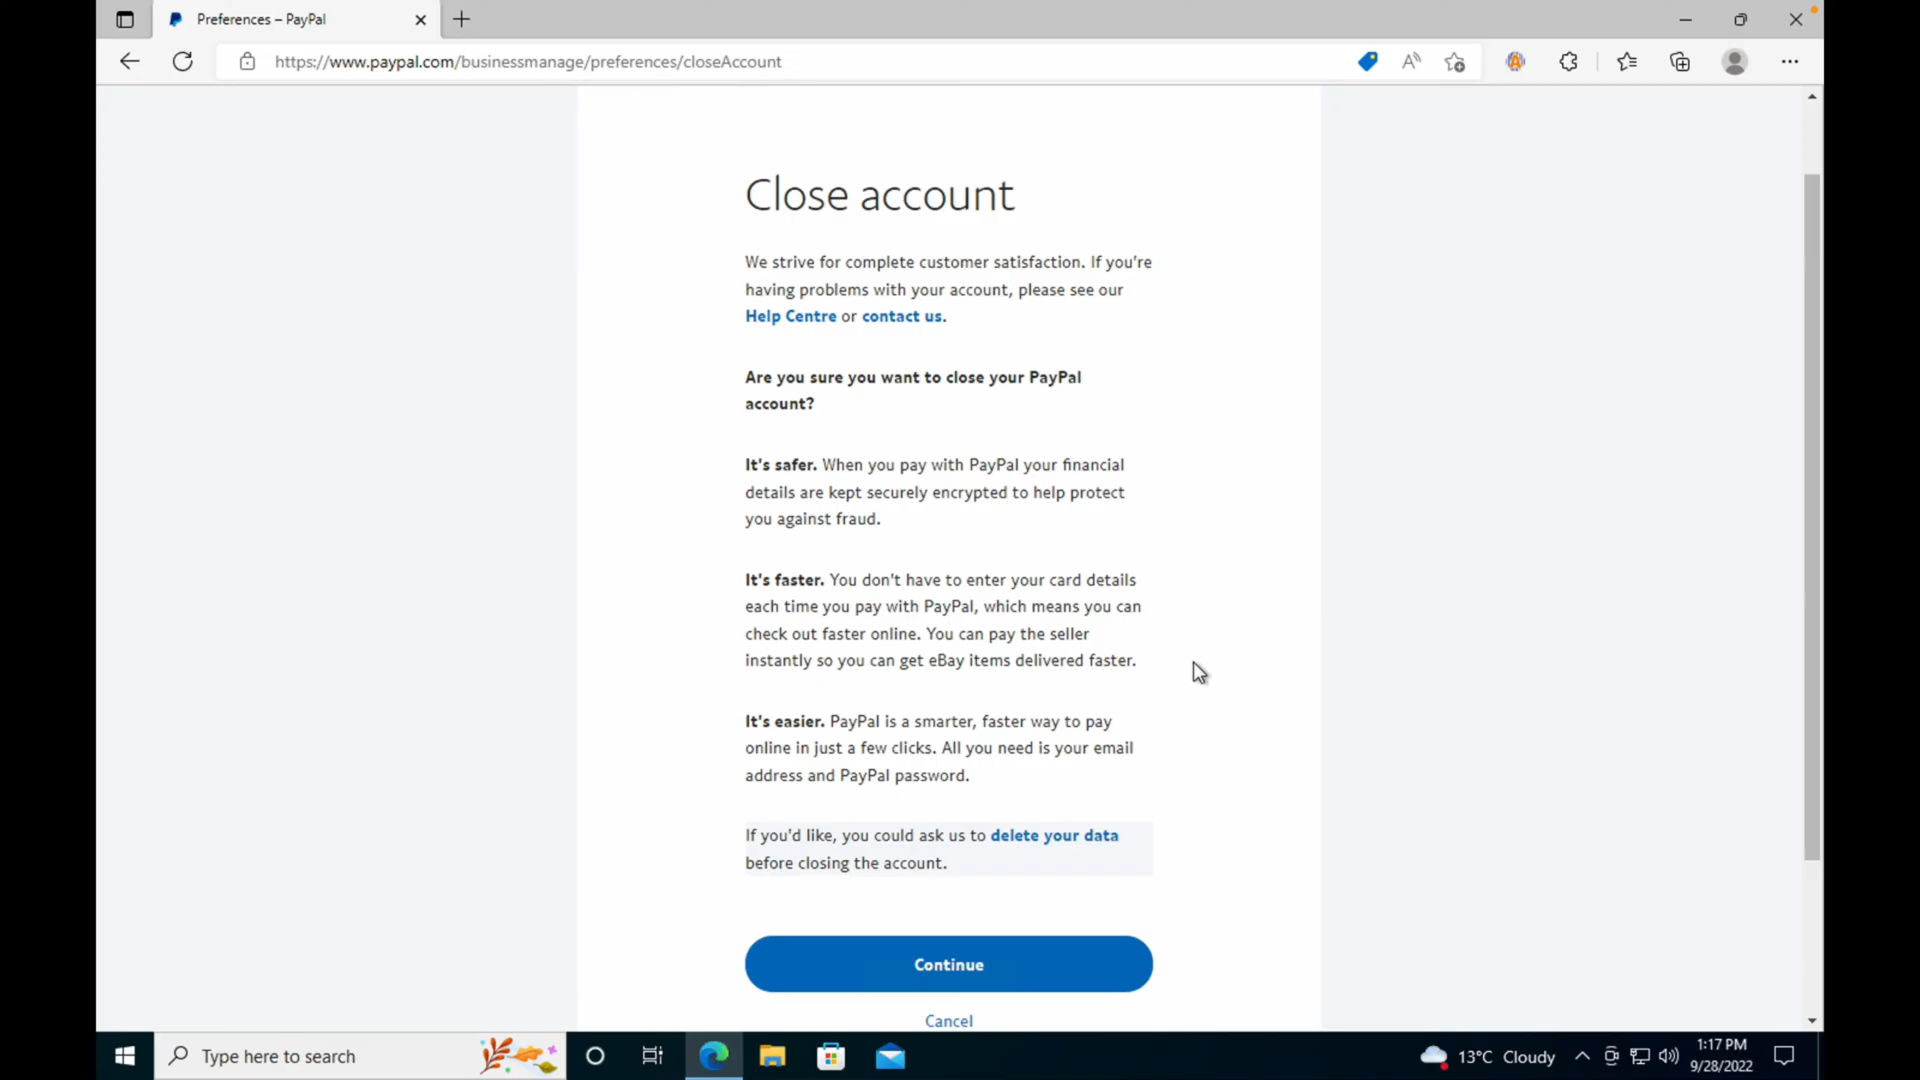 Preferences – PayPal
https://www.paypal.com/businessmanage/preferences/closeAccount
Close account
We strive for complete customer satisfaction. If you're
having problems with your account, please see our
Help Centre or contact us.
Are you sure you want to close your PayPal
account?
It's safer. When you pay with PayPal your financial
details are kept securely encrypted to help protect
you against fraud.
It's faster. You don't have to enter your card details
each time you pay with PayPal, which means you can
check out faster online. You can pay the seller
instantly so you can get eBay items delivered faster.
It's easier. PayPal is a smarter, faster way to pay
online in just a few clicks. All you need is your email
address and PayPal password.
If you'd like, you could ask us to delete your data
before closing the account.
Continue
Cancel
Type here to search
13°C Cloudy
1:17 PM
9/28/2022